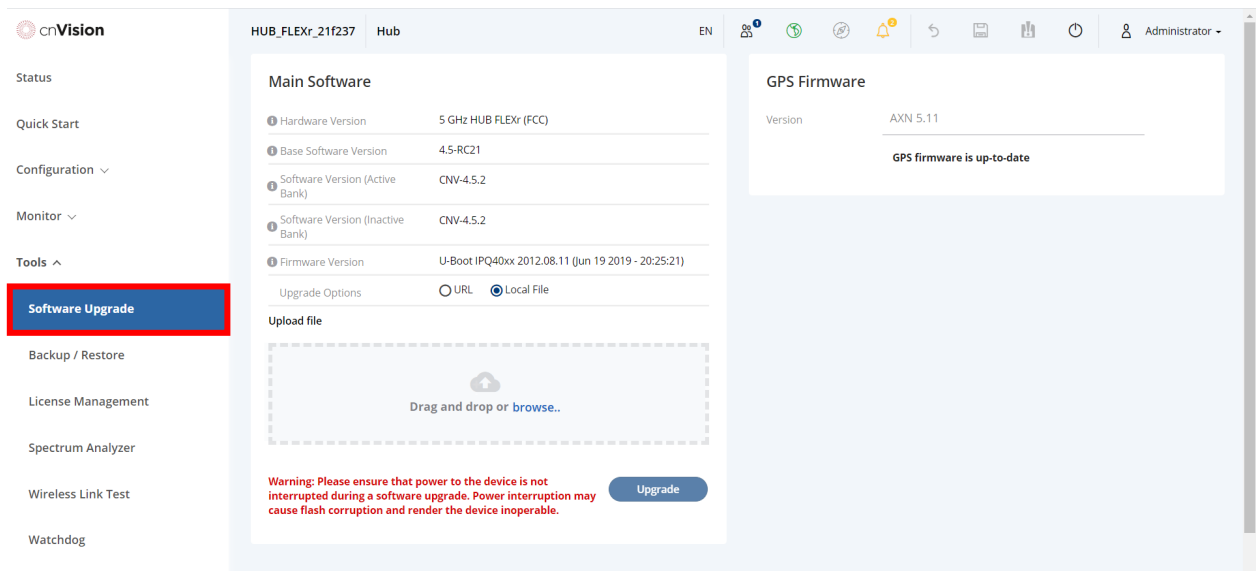 cnVision
HUB_FLEXr_21f237 Hub EN 1 2 Administrator
Status
Quick Start
Configuration
Monitor
Tools
Software Upgrade
Backup / Restore
License Management
Spectrum Analyzer
Wireless Link Test
Watchdog
Main Software
Hardware Version 5 GHz HUB FLEXr (FCC)
Base Software Version 4.5-RC21
Software Version (Active
Bank) CNV-4.5.2
Software Version (Inactive
Bank) CNV-4.5.2
Firmware Version U-Boot IPQ40xx 2012.08.11 (Jun 19 2019 - 20:25:21)
Upgrade Options URL Local File
Upload file
Drag and drop or browse..
Warning: Please ensure that power to the device is not
interrupted during a software upgrade. Power interruption may
cause flash corruption and render the device inoperable.
Upgrade
GPS Firmware
Version AXN 5.11
GPS firmware is up-to-date